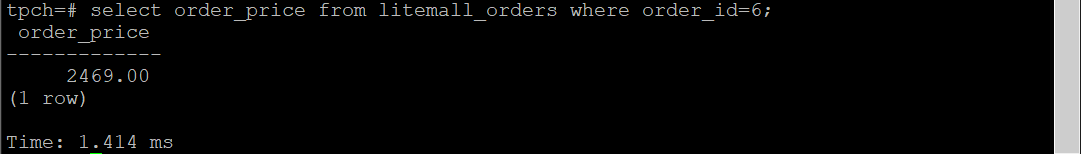 tpch=# select order_price from litemall_orders where order_id=6;
 order_price
-------------
     2469.00
(1 row)

Time: 1.414 ms